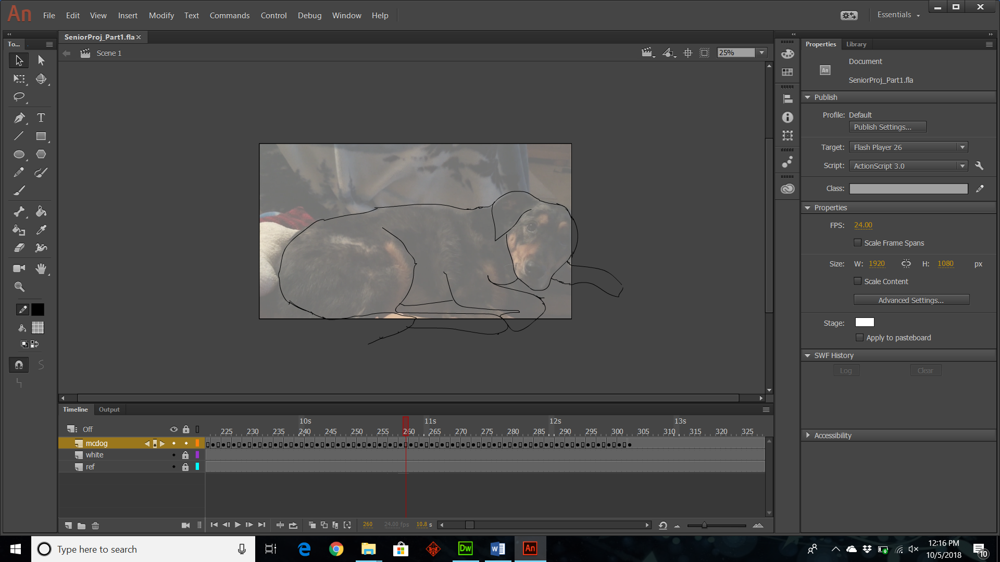 An File Edit View Insert Modify Text Commands Control Debug Window Help Essentials
SeniorProj_Part1.fla
To...
Scene 1
25%
Properties Library
An Document
SeniorProj_Part1.fla
Publish
Profile: Default
Publish Settings...
Target: Flash Player 26
Script: ActionScript 3.0
Class:
Properties
FPS: 24.00
Scale Frame Spans
Size: W: 1920 H: 1080 px
Scale Content
Advanced Settings...
Stage:
Apply to pasteboard
SWF History
Log Clear
Accessibility
Timeline Output
10s 11s 12s 13s
Off
225 230 235 240 245 250 255 260 265 270 275 280 285 290 295 300 305 310 315 320 325
mcdog
white
ref
260 24.00 fps 10.8 s
Type here to search
Dw An
12:16 PM
10/5/2018
10